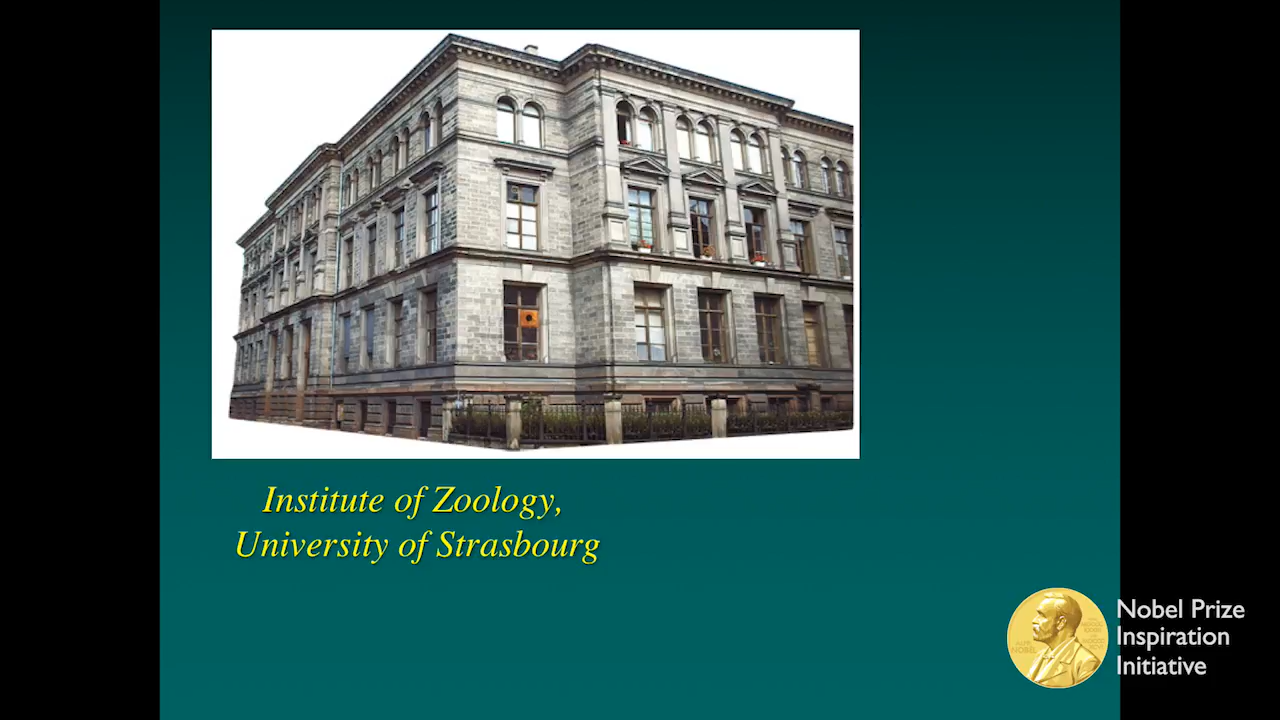 Institute of Zoology,
University of Strasbourg
Nobel Prize
Inspiration
Initiative